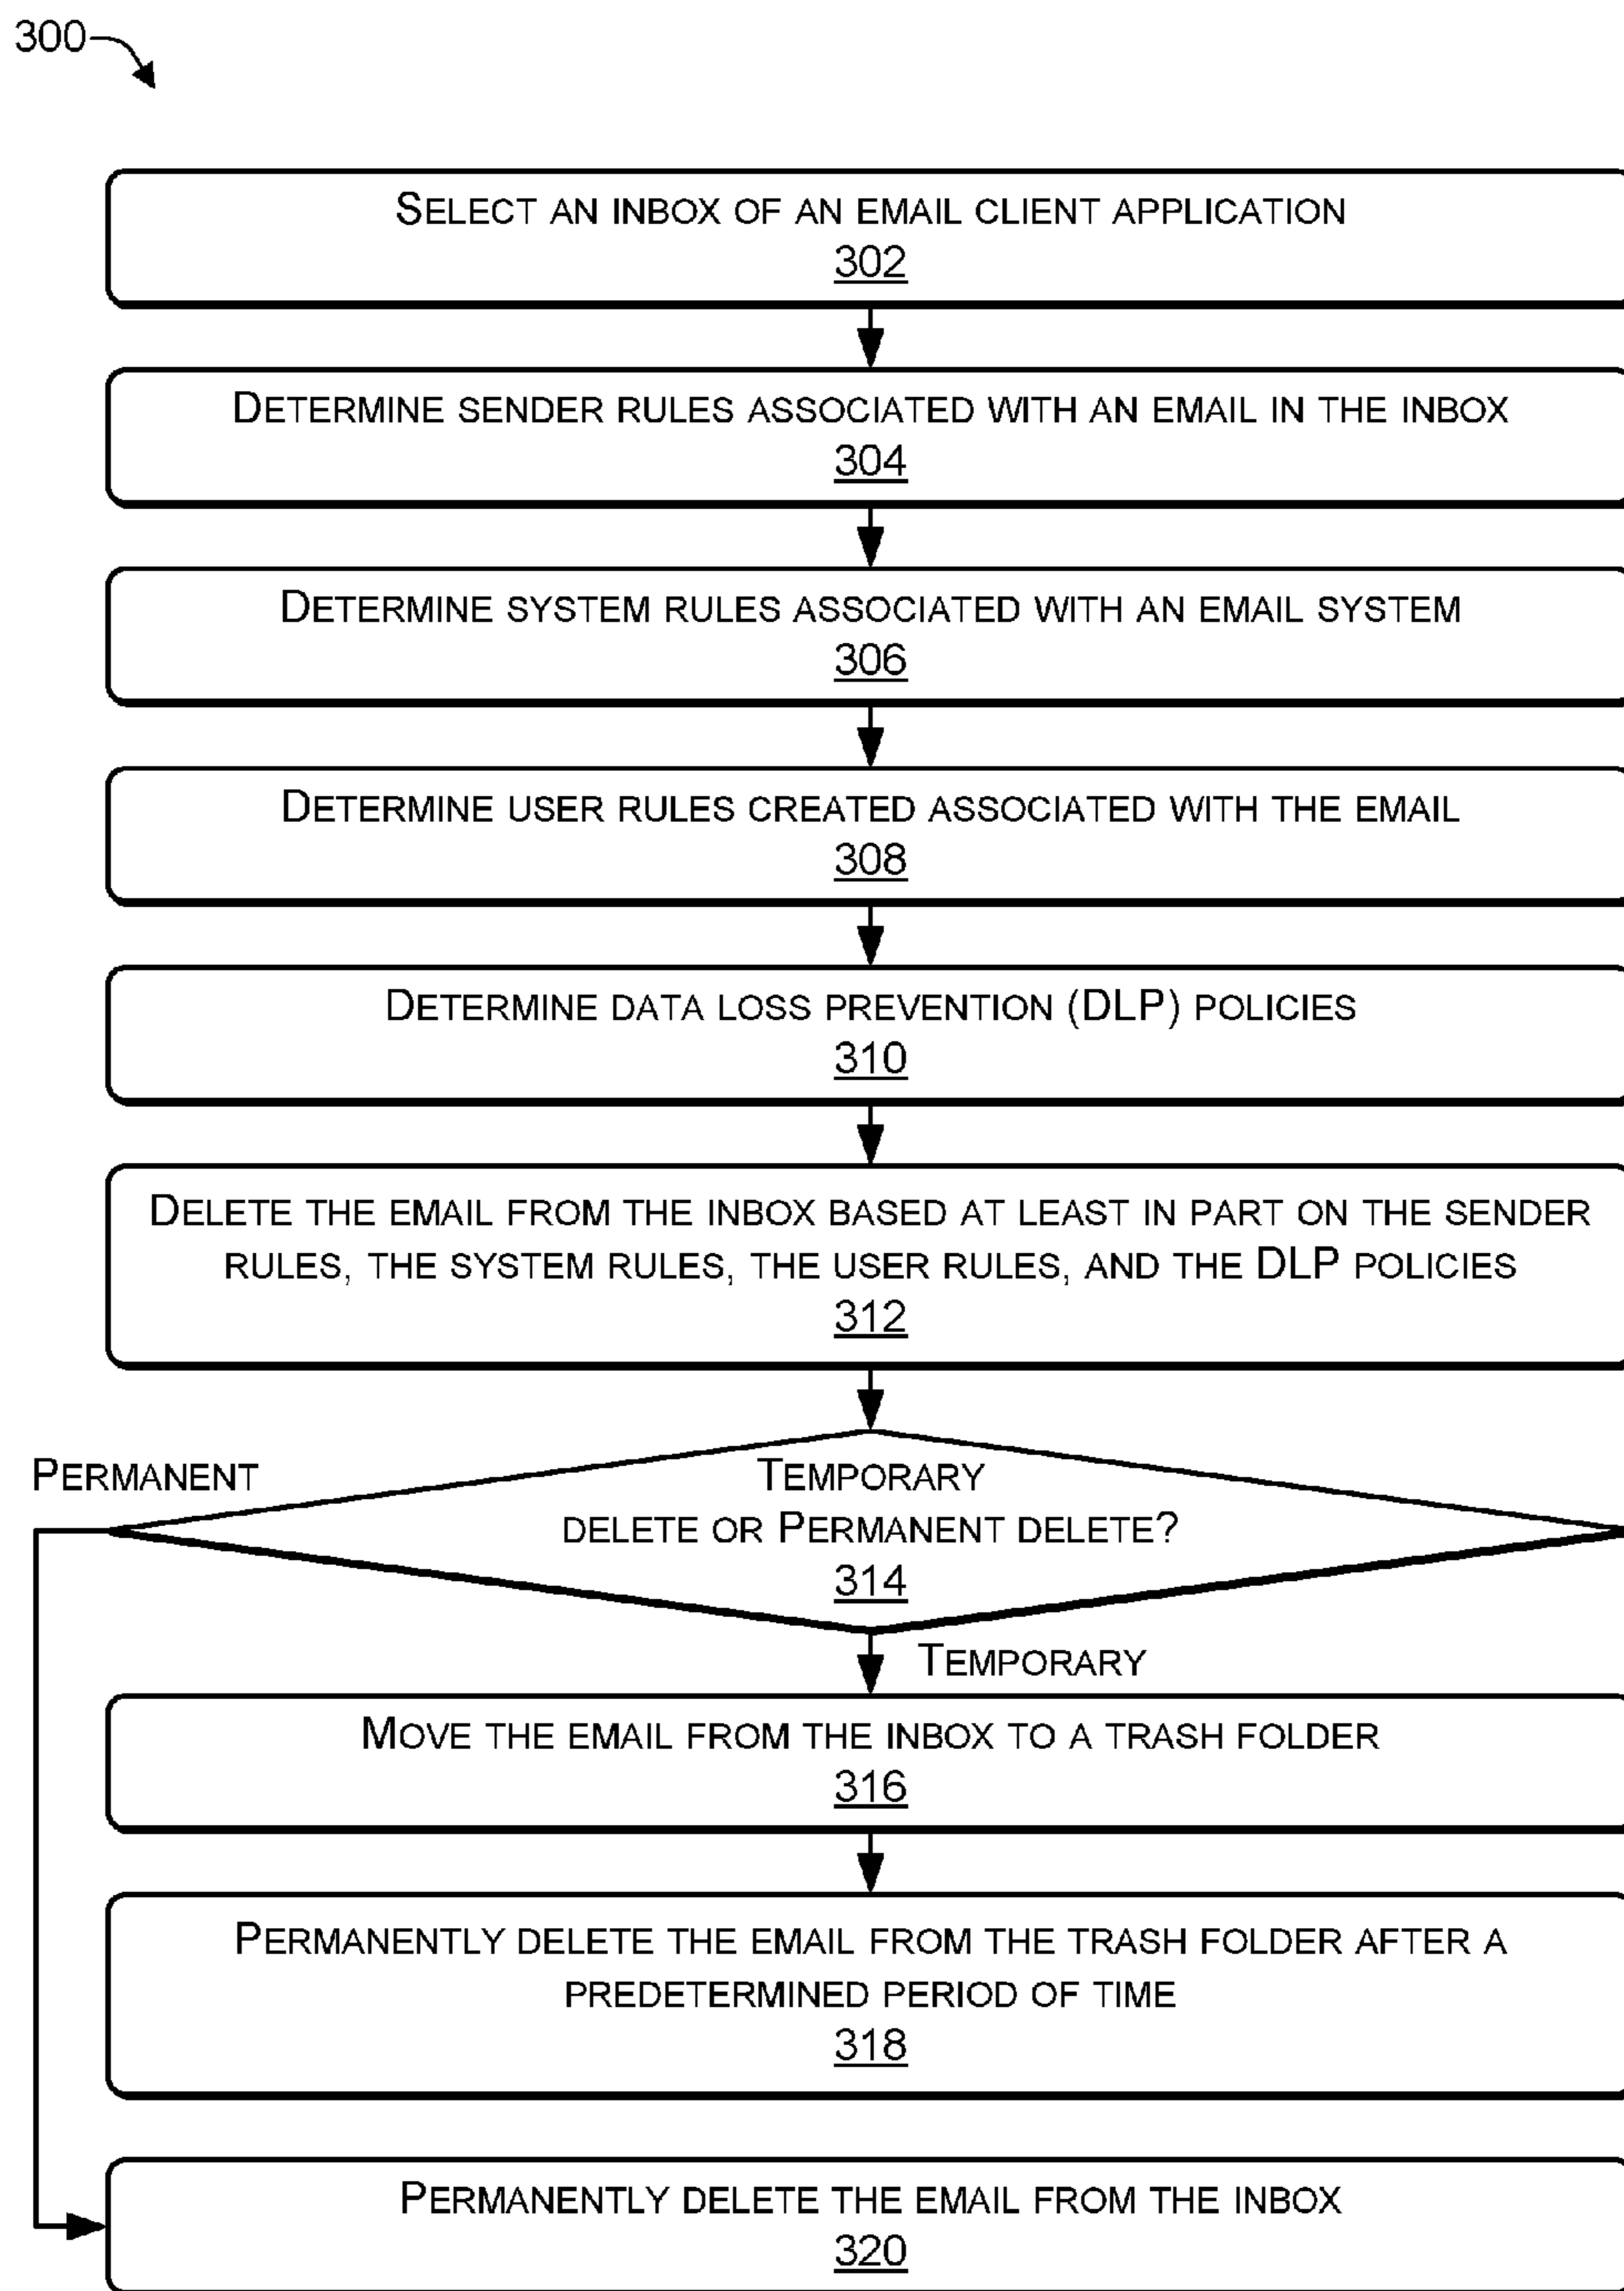 300
SELECT AN INBOX OF AN EMAIL CLIENT APPLICATION
302
DETERMINE SENDER RULES ASSOCIATED WITH AN EMAIL IN THE INBOX
304
DETERMINE SYSTEM RULES ASSOCIATED WITH AN EMAIL SYSTEM
306
DETERMINE USER RULES CREATED ASSOCIATED WITH THE EMAIL
308
DETERMINE DATA LOSS PREVENTION (DLP) POLICIES
310
DELETE THE EMAIL FROM THE INBOX BASED AT LEAST IN PART ON THE SENDER
RULES, THE SYSTEM RULES, THE USER RULES, AND THE DLP POLICIES
312
PERMANENT
TEMPORARY
DELETE OR PERMANENT DELETE?
314
TEMPORARY
MOVE THE EMAIL FROM THE INBOX TO A TRASH FOLDER
316
PERMANENTLY DELETE THE EMAIL FROM THE TRASH FOLDER AFTER A
PREDETERMINED PERIOD OF TIME
318
PERMANENTLY DELETE THE EMAIL FROM THE INBOX
320